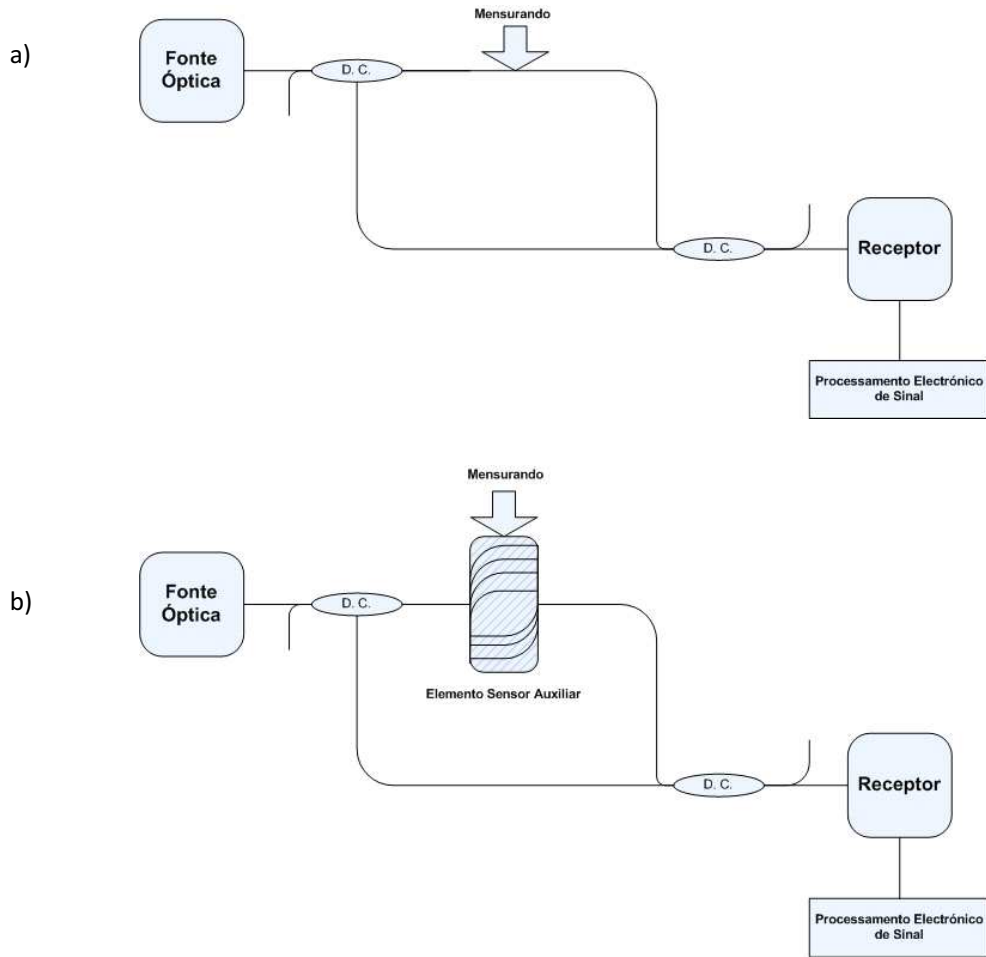 a)
Mensurando
Fonte
Óptica
D. C.
D. C.
Receptor
Processamento Electrónico
de Sinal
b)
Mensurando
Fonte
Óptica
D. C.
Elemento Sensor Auxiliar
D. C.
Receptor
Processamento Electrónico
de Sinal